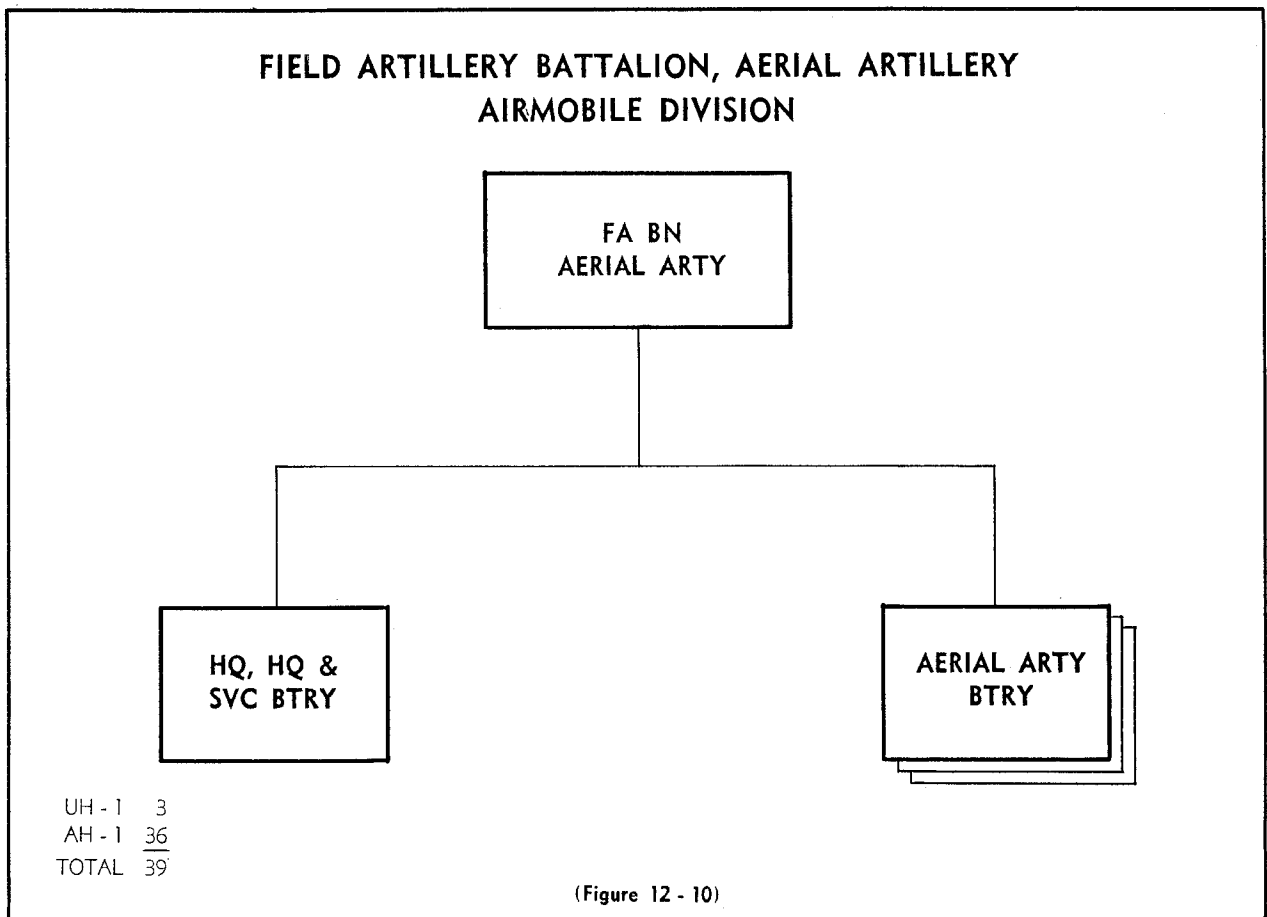 FIELD ARTILLERY BATTALION, AERIAL ARTILLERY
AIRMOBILE DIVISION
FA BN
AERIAL ARTY
HQ, HQ &
SVC BTRY
AERIAL ARTY
BTRY
UH - 1 3
AH - 1 36
TOTAL 39
(Figure 12 - 10)